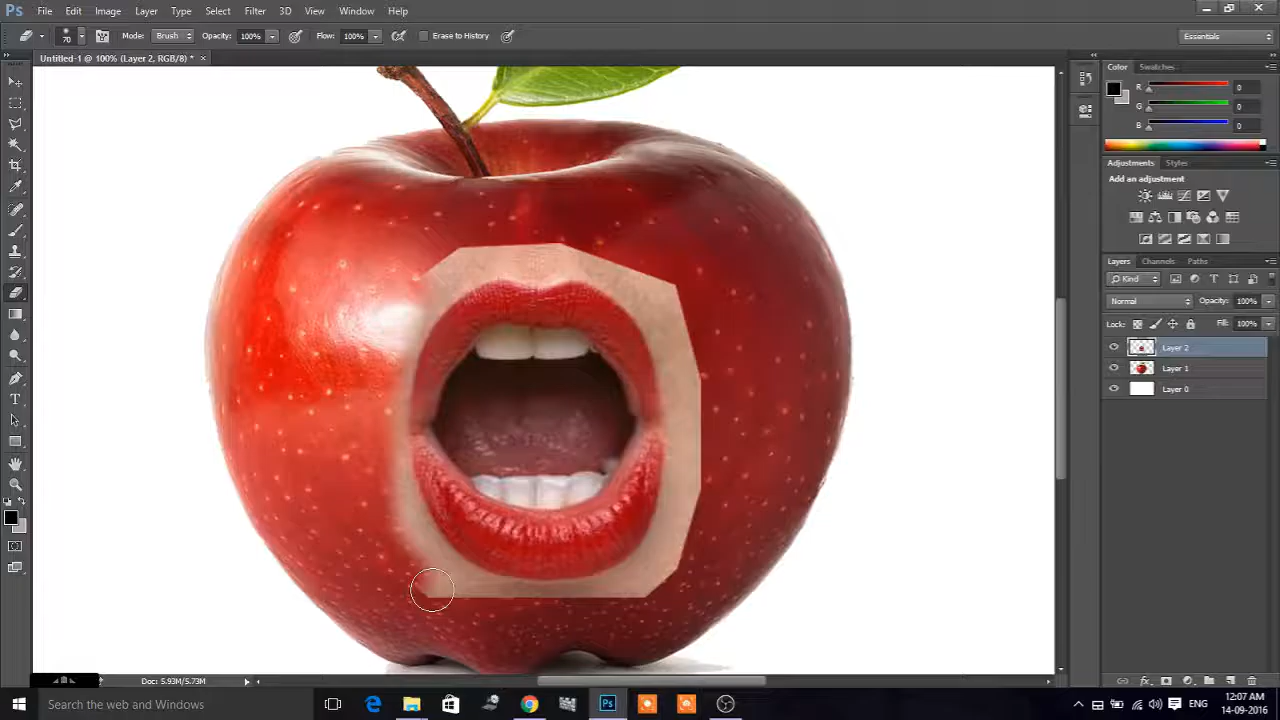 Ps File Edit Image Layer Type Select Filter 3D View Window Help
70 Mode: Brush Opacity: 100% Flow: 100% Erase to History Essentials
Untitled-1 @ 100% (Layer 2, RGB/8) * ×
Color Swatches
R 0
G 0
B 0
Adjustments Styles
Add an adjustment
Layers Channels Paths
Kind
Normal Opacity: 100%
Lock: Fill: 100%
Layer 2
Layer 1
Layer 0
Doc: 5.93M/5.73M
Search the web and Windows
Ps
ENG
12:07 AM
14-09-2016